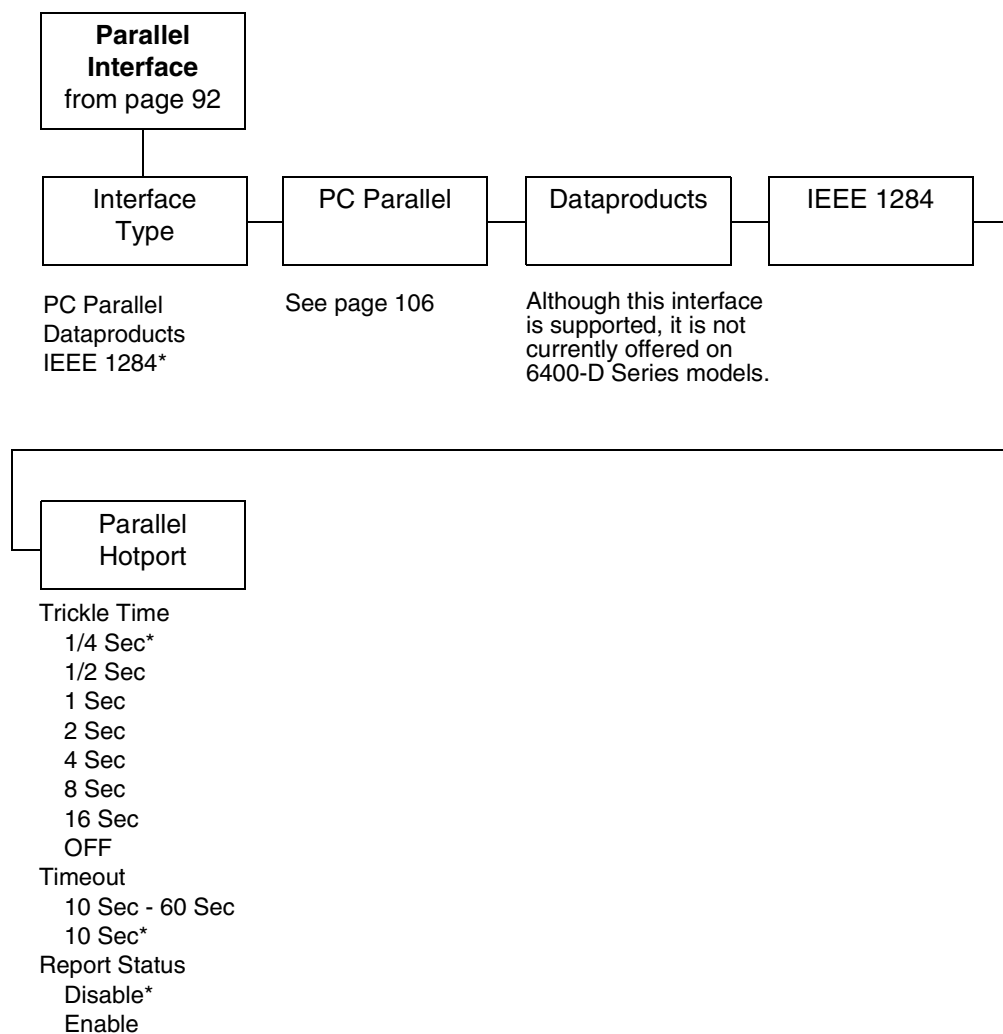 Parallel
Interface
from page 92
Interface
Type
PC Parallel
Dataproducts
IEEE 1284
PC Parallel
Dataproducts
IEEE 1284*
See page 106
Although this interface
is supported, it is not
currently offered on
6400-D Series models.
Parallel
Hotport
Trickle Time
1/4 Sec*
1/2 Sec
1 Sec
2 Sec
4 Sec
8 Sec
16 Sec
OFF
Timeout
10 Sec - 60 Sec
10 Sec*
Report Status
Disable*
Enable